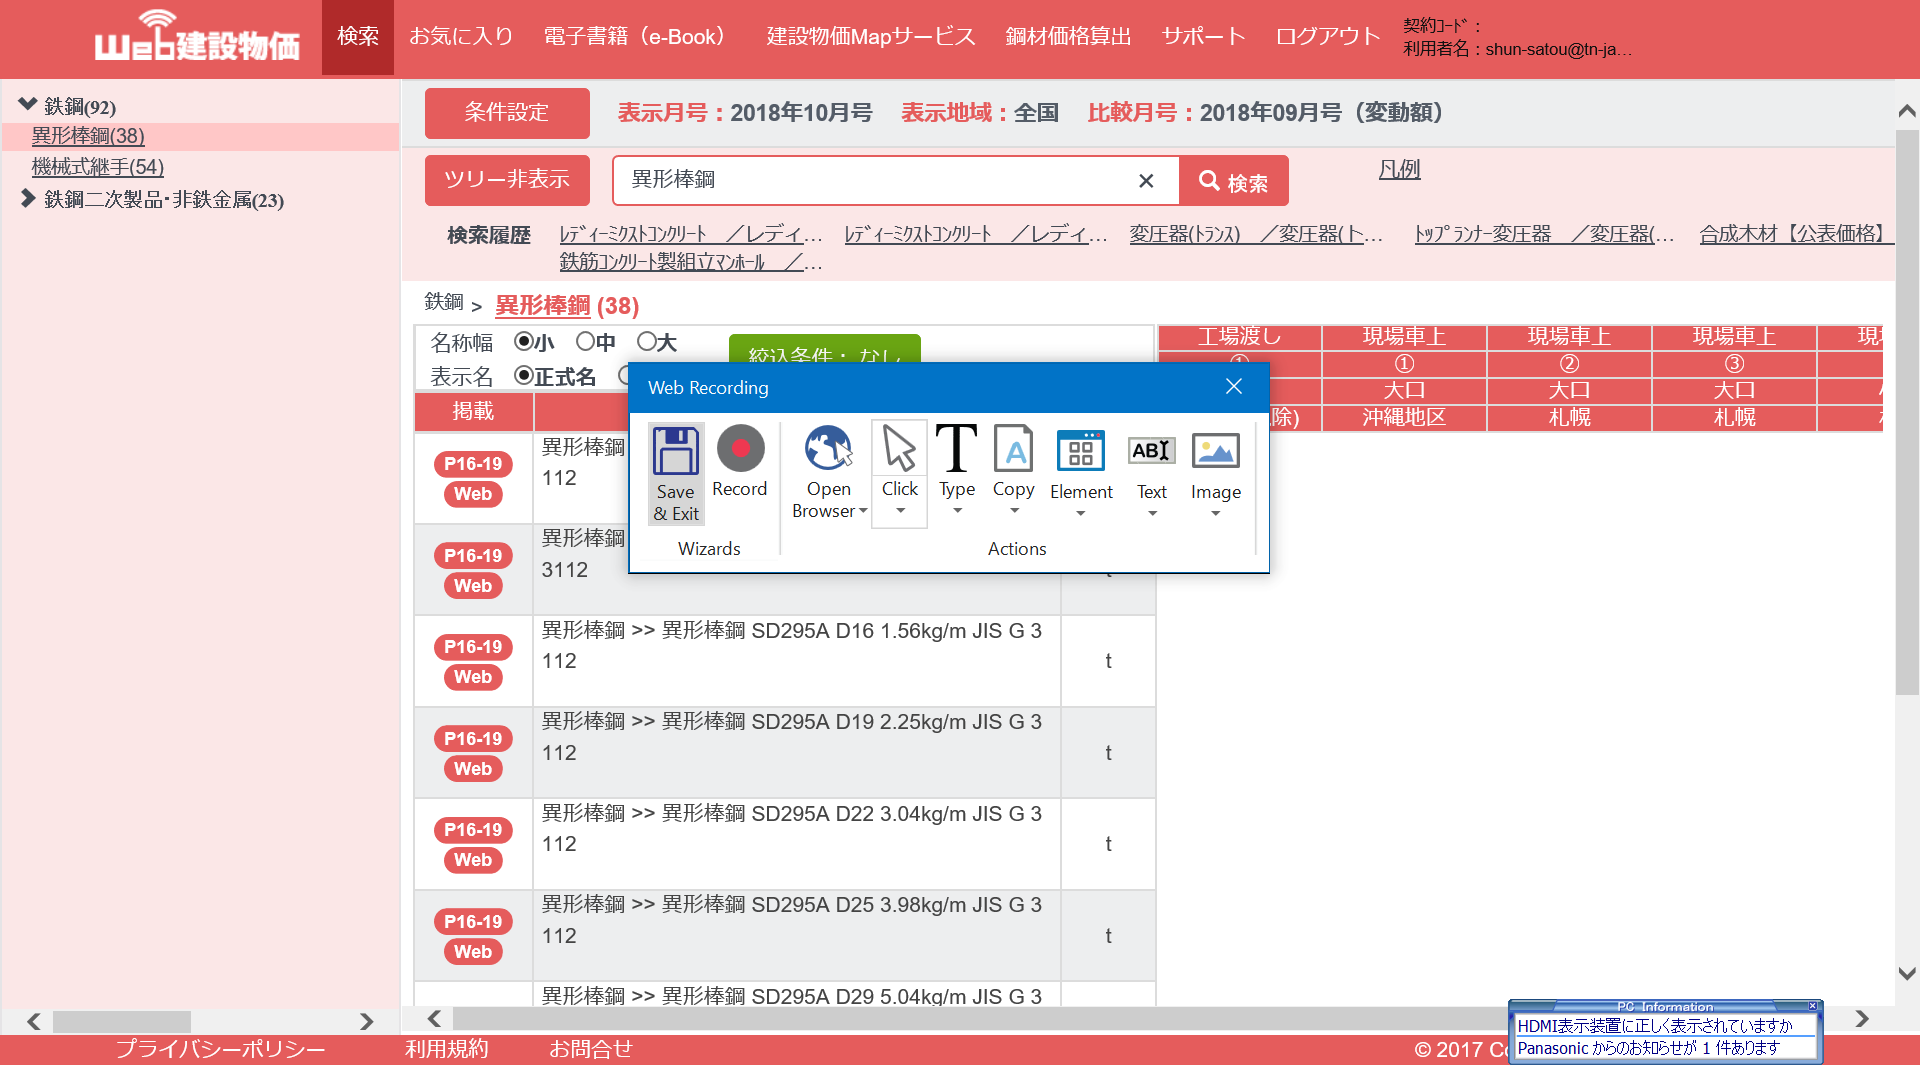 Web建設物価
検索 お気に入り 電子書籍（e-Book） 建設物価Mapサービス 鋼材価格算出 サポート ログアウト
契約ｺｰﾄﾞ：
利用者名：shun-satou@tn-ja...
鉄鋼(92)
異形棒鋼(38)
機械式継手(54)
鉄鋼二次製品･非鉄金属(23)
条件設定 表示月号：2018年10月号 表示地域：全国 比較月号：2018年09月号（変動額）
ツリー非表示 異形棒鋼 × 検索 凡例
検索履歴 ﾚﾃﾞｨｰﾐｸｽﾄｺﾝｸﾘｰﾄ ／レディ... ﾚﾃﾞｨｰﾐｸｽﾄｺﾝｸﾘｰﾄ ／レディ... 変圧器(ﾄﾗﾝｽ) ／変圧器(ト... ﾄｯﾌﾟﾗﾝﾅｰ変圧器 ／変圧器(... 合成木材【公表価格】
鉄筋ｺﾝｸﾘｰﾄ製組立ﾏﾝﾎｰﾙ ／...
鉄鋼 > 異形棒鋼 (38)
名称幅 小 中 大
絞込条件： なし
表示名 正式名
掲載
工場渡し 現場車上 現場車上 現場車上
① ① ② ③
大口 大口 大口
除) 沖縄地区 札幌 札幌
Web Recording
Save & Exit
Record
Wizards
Open Browser
Click
Type
Copy
Element
Text
Image
Actions
P16-19
Web
異形棒鋼
112
P16-19
Web
異形棒鋼
3112
t
P16-19
Web
異形棒鋼 >> 異形棒鋼 SD295A D16 1.56kg/m JIS G 3
112
t
P16-19
Web
異形棒鋼 >> 異形棒鋼 SD295A D19 2.25kg/m JIS G 3
112
t
P16-19
Web
異形棒鋼 >> 異形棒鋼 SD295A D22 3.04kg/m JIS G 3
112
t
P16-19
Web
異形棒鋼 >> 異形棒鋼 SD295A D25 3.98kg/m JIS G 3
112
t
異形棒鋼 >> 異形棒鋼 SD295A D29 5.04kg/m JIS G 3
PC Information
HDMI表示装置に正しく表示されていますか
Panasonic からのお知らせが 1 件あります
プライバシーポリシー 利用規約 お問合せ © 2017 Co